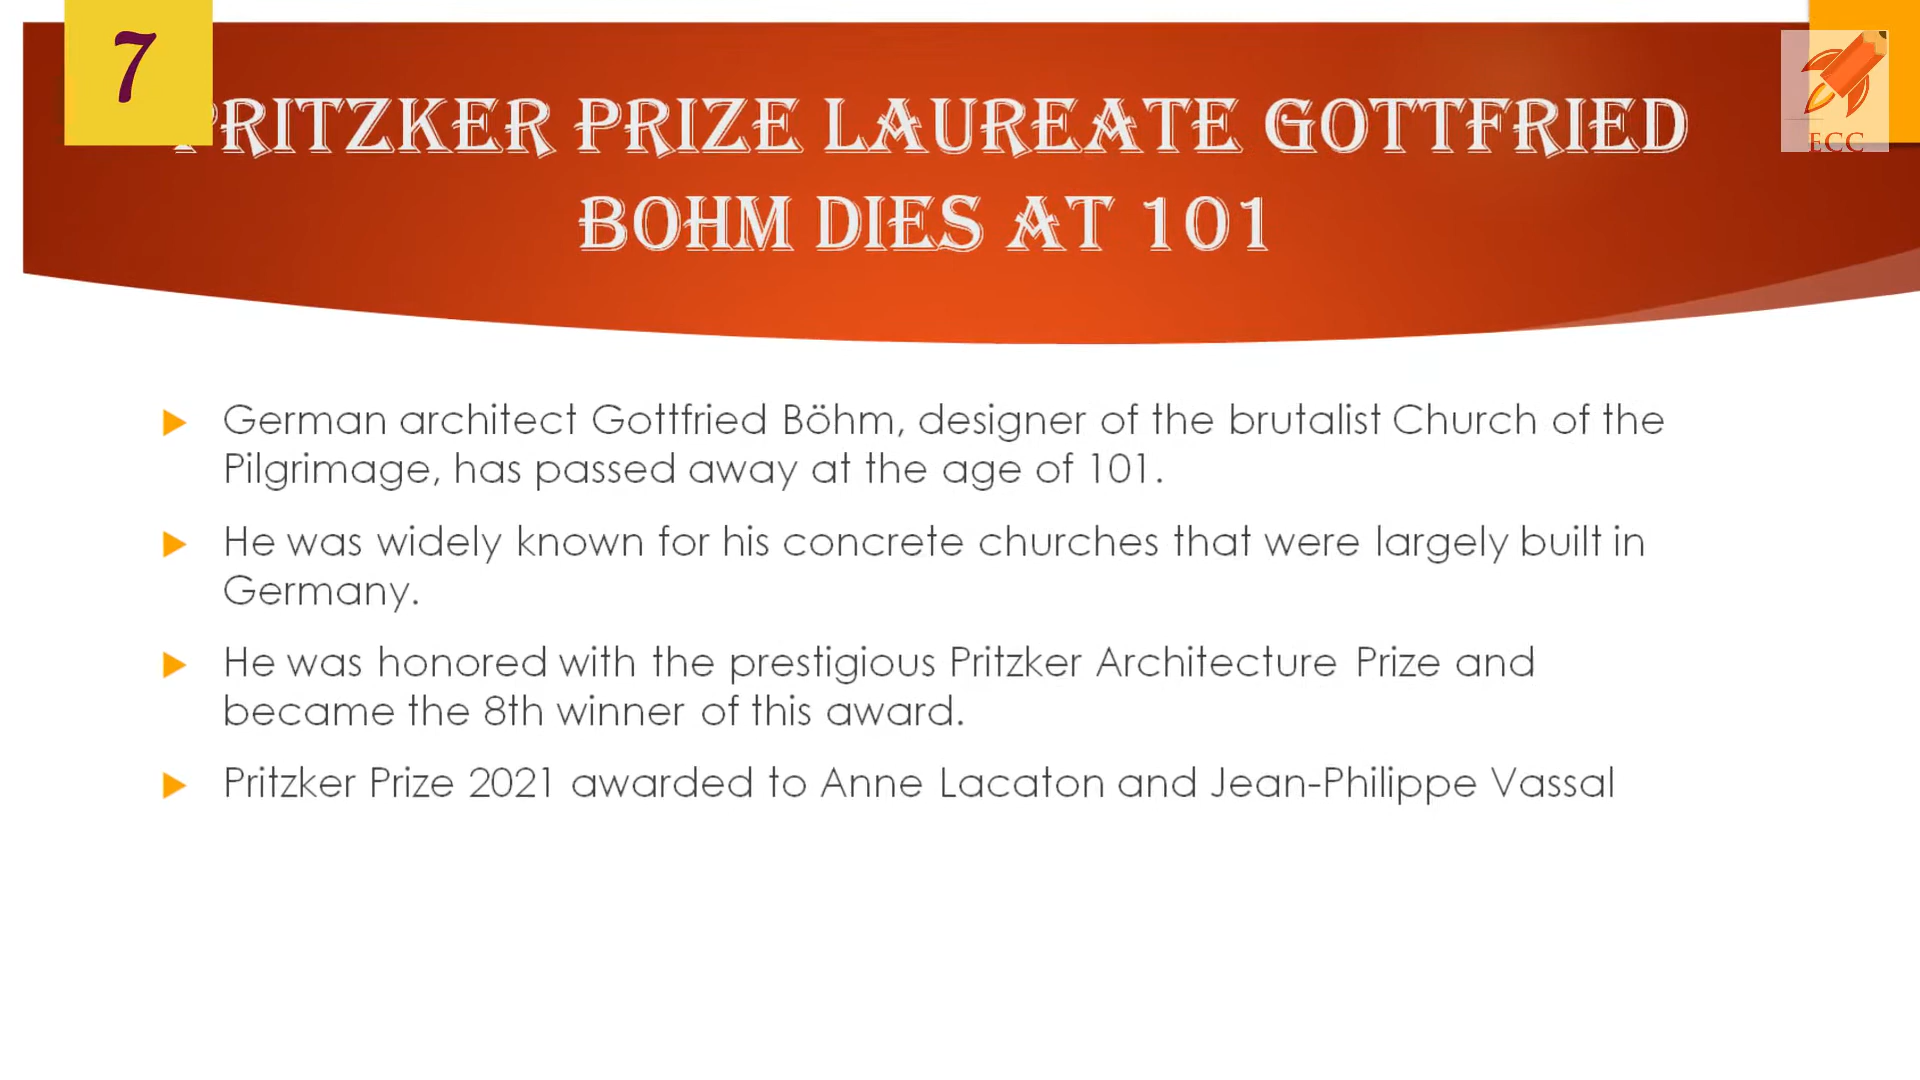 7
PRITZKER PRIZE LAUREATE GOTTFRIED
BOHM DIES AT 101
ECC
German architect Gottfried Böhm, designer of the brutalist Church of the
Pilgrimage, has passed away at the age of 101.
He was widely known for his concrete churches that were largely built in
Germany.
He was honored with the prestigious Pritzker Architecture Prize and
became the 8th winner of this award.
Pritzker Prize 2021 awarded to Anne Lacaton and Jean-Philippe Vassal